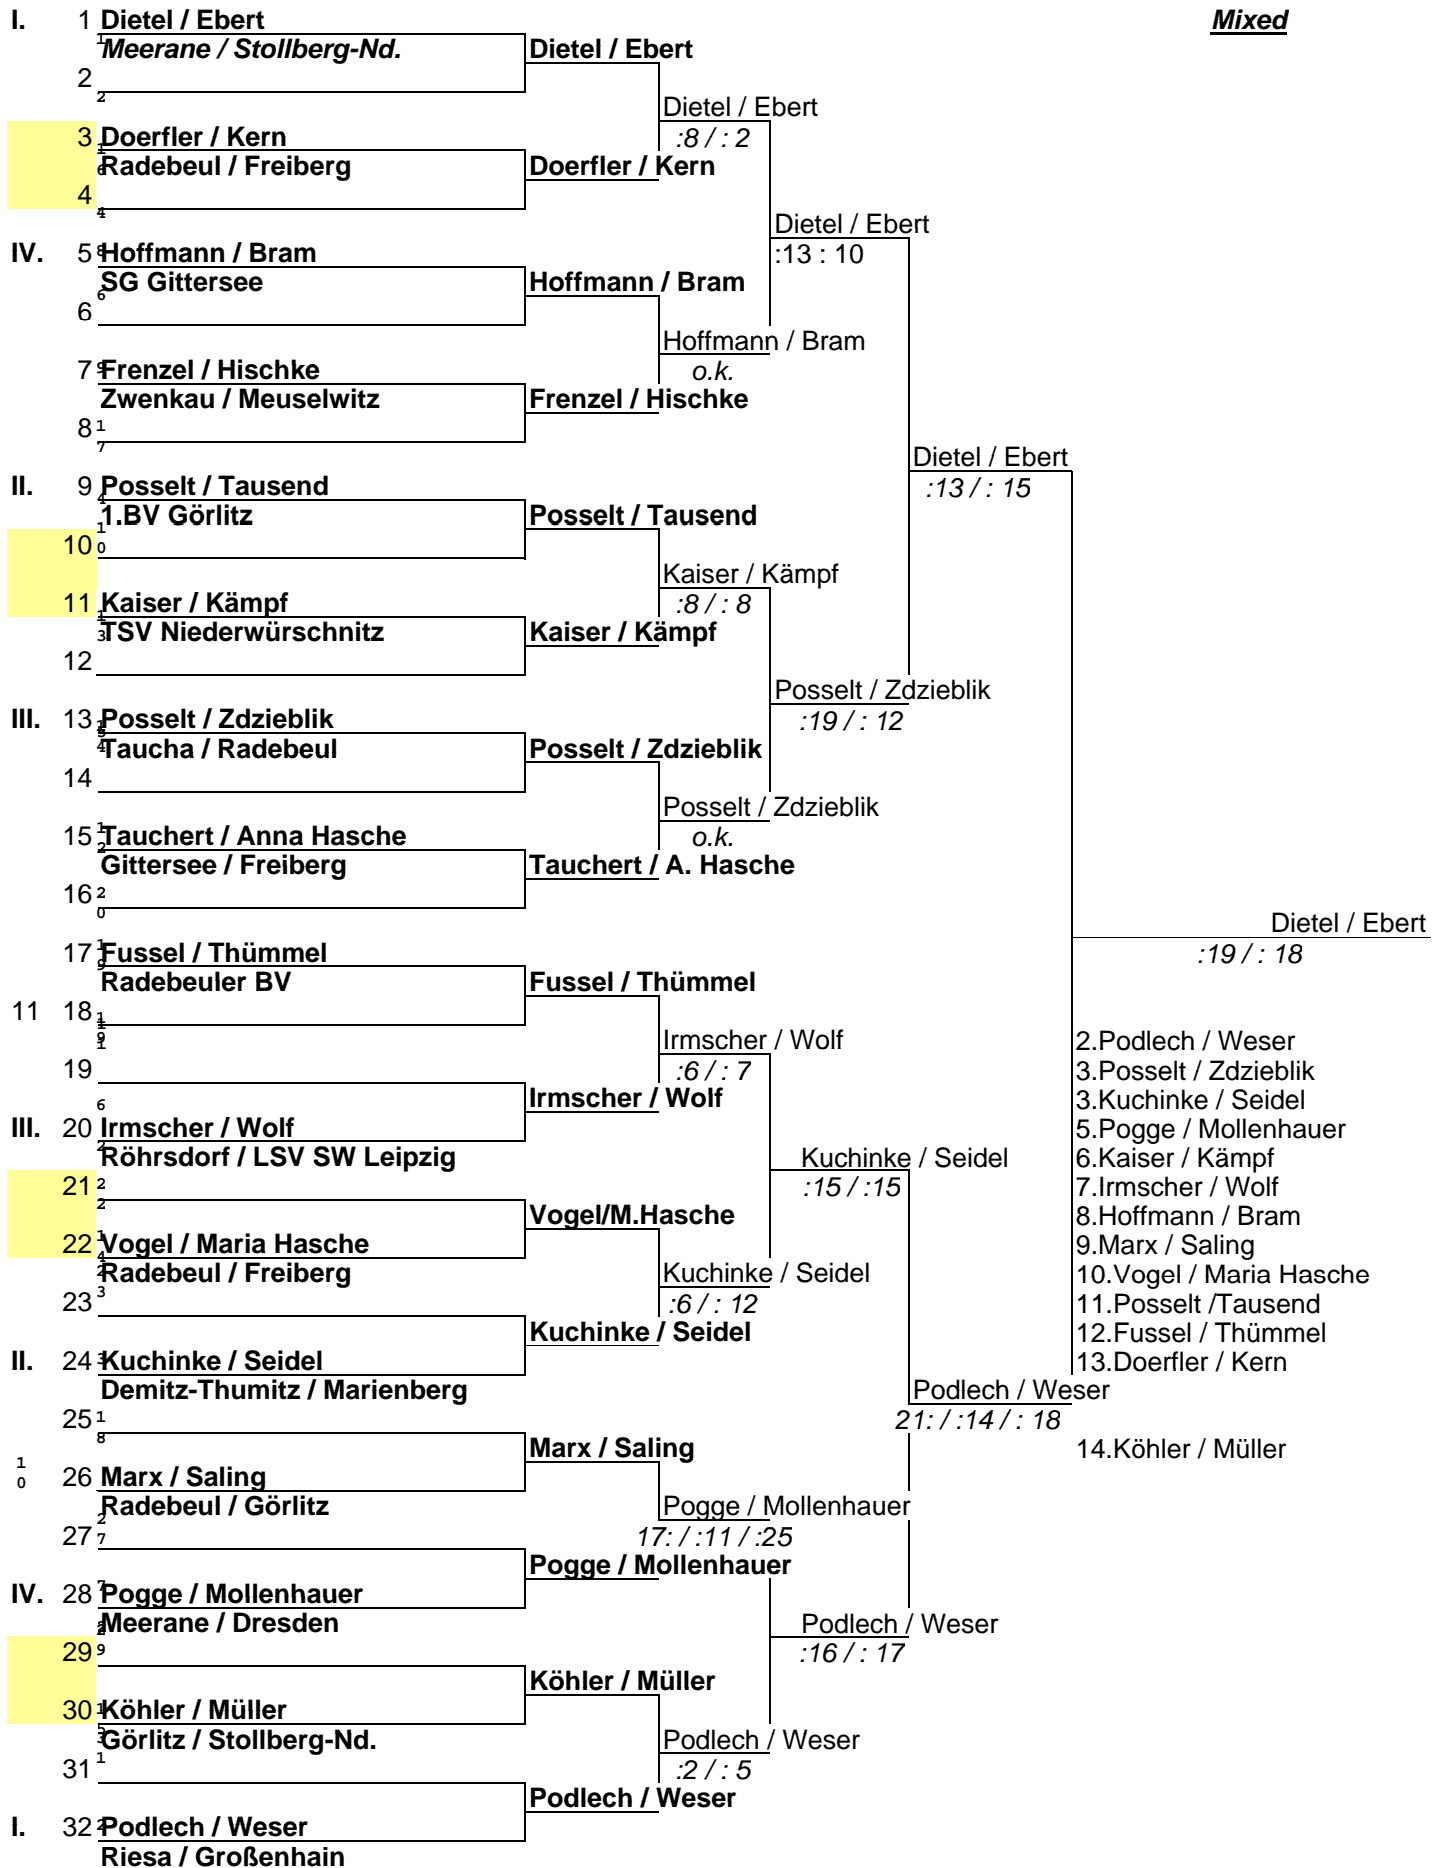 I. 1 Dietel / Ebert Mixed
Meerane / Stollberg-Nd. Dietel / Ebert
2
Dietel / Ebert
3 Doerfler / Kern :8 / : 2
Radebeul / Freiberg Doerfler / Kern
4
Dietel / Ebert
IV. 5 Hoffmann / Bram :13 : 10
SG Gittersee Hoffmann / Bram
6
Hoffmann / Bram
7 Frenzel / Hischke o.k.
Zwenkau / Meuselwitz Frenzel / Hischke
8
Dietel / Ebert
II. 9 Posselt / Tausend :13 / : 15
1.BV Görlitz Posselt / Tausend
10
Kaiser / Kämpf
11 Kaiser / Kämpf :8 / : 8
TSV Niederwürschnitz Kaiser / Kämpf
12
Posselt / Zdzieblik
III. 13 Posselt / Zdzieblik :19 / : 12
Taucha / Radebeul Posselt / Zdzieblik
14
Posselt / Zdzieblik
15 Tauchert / Anna Hasche o.k.
Gittersee / Freiberg Tauchert / A. Hasche
16
Dietel / Ebert
17 Fussel / Thümmel :19 / : 18
Radebeuler BV Fussel / Thümmel
11 18
Irmscher / Wolf 2.Podlech / Weser
19 :6 / : 7 3.Posselt / Zdzieblik
Irmscher / Wolf 3.Kuchinke / Seidel
III. 20 Irmscher / Wolf 5.Pogge / Mollenhauer
Röhrsdorf / LSV SW Leipzig Kuchinke / Seidel 6.Kaiser / Kämpf
21 :15 / :15 7.Irmscher / Wolf
Vogel/M.Hasche 8.Hoffmann / Bram
22 Vogel / Maria Hasche 9.Marx / Saling
Radebeul / Freiberg Kuchinke / Seidel 10.Vogel / Maria Hasche
23 :6 / : 12 11.Posselt /Tausend
Kuchinke / Seidel 12.Fussel / Thümmel
II. 24 Kuchinke / Seidel 13.Doerfler / Kern
Demitz-Thumitz / Marienberg Podlech / Weser
25 21: / :14 / : 18
Marx / Saling 14.Köhler / Müller
10 26 Marx / Saling
Radebeul / Görlitz Pogge / Mollenhauer
27 17: / :11 / :25
Pogge / Mollenhauer
IV. 28 Pogge / Mollenhauer
Meerane / Dresden Podlech / Weser
29 :16 / : 17
Köhler / Müller
30 Köhler / Müller
Görlitz / Stollberg-Nd. Podlech / Weser
31 :2 / : 5
Podlech / Weser
I. 32 Podlech / Weser
Riesa / Großenhain